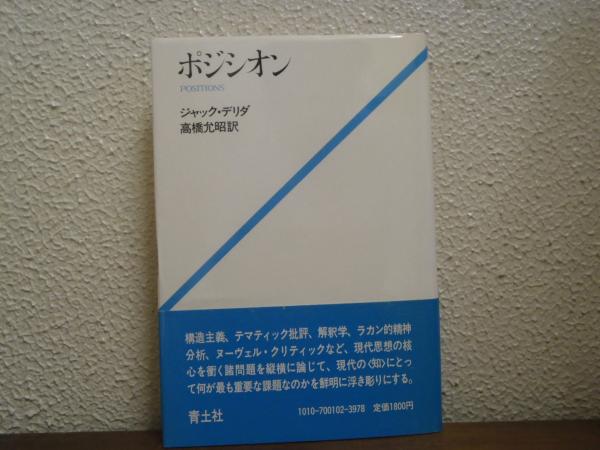 ポジシオン
POSITIONS
ジャック・デリダ
高橋允昭訳
構造主義、テマティック批評、解釈学、ラカン的精神
分析、ヌーヴェル・クリティックなど、現代思想の核
心を衝く諸問題を縦横に論じて、現代の〈知〉にとっ
て何が最も重要な課題なのかを鮮明に浮き彫りにする。
青土社
1010-700102-3978 定価1800円